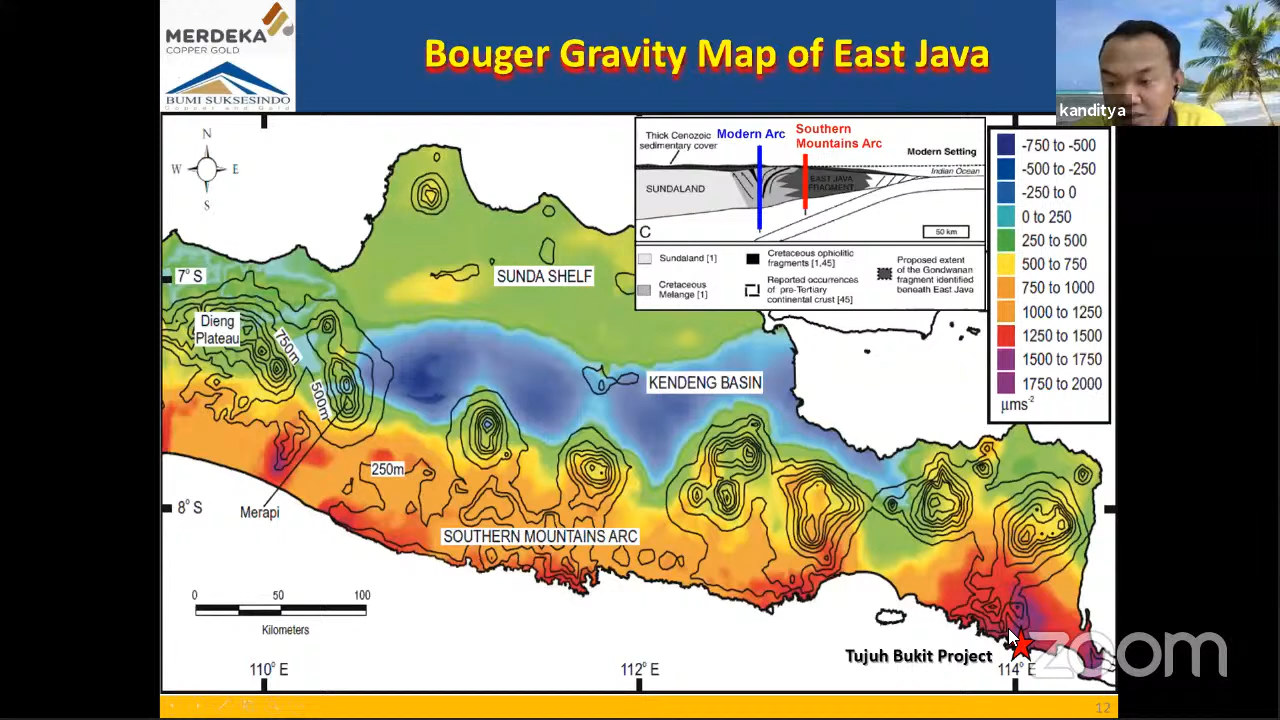 MERDEKA
COPPER GOLD
BUMI SUKSESINDO
Copper and Gold
Bouger Gravity Map of East Java
kanditya
N
W E
S
Thick Cenozoic
sedimentary cover
Modern Arc
Southern
Mountains Arc
Modern Setting
Indian Ocean
SUNDALAND
EAST JAVA
FRAGMENT
C
50 km
Sundaland [1]
Cretaceous
Melange [1]
Cretaceous ophiolitic
fragments [1,45]
Reported occurrences
of pre-Tertiary
continental crust [45]
Proposed extent
of the Gondwanan
fragment identified
beneath East Java
-750 to -500
-500 to -250
-250 to 0
0 to 250
250 to 500
500 to 750
750 to 1000
1000 to 1250
1250 to 1500
1500 to 1750
1750 to 2000
µms⁻²
7° S
SUNDA SHELF
Dieng
Plateau
750m
500m
KENDENG BASIN
250m
8° S
Merapi
SOUTHERN MOUNTAINS ARC
0 50 100
Kilometers
Tujuh Bukit Project
110° E
112° E
114° E
zoom
12